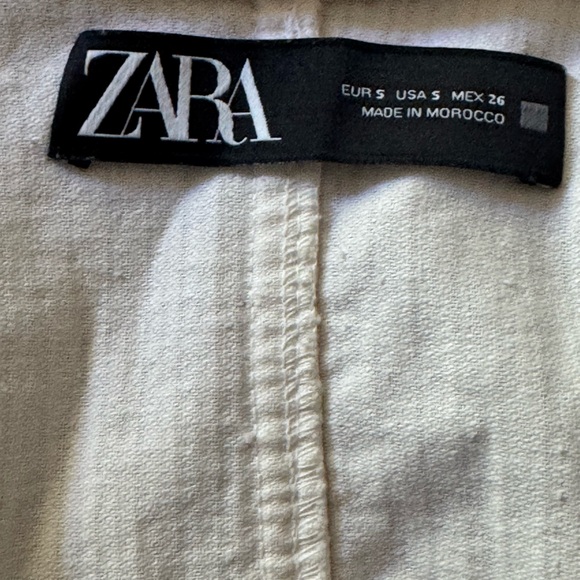 ZARA
EUR S USA S MEX 26
MADE IN MOROCCO